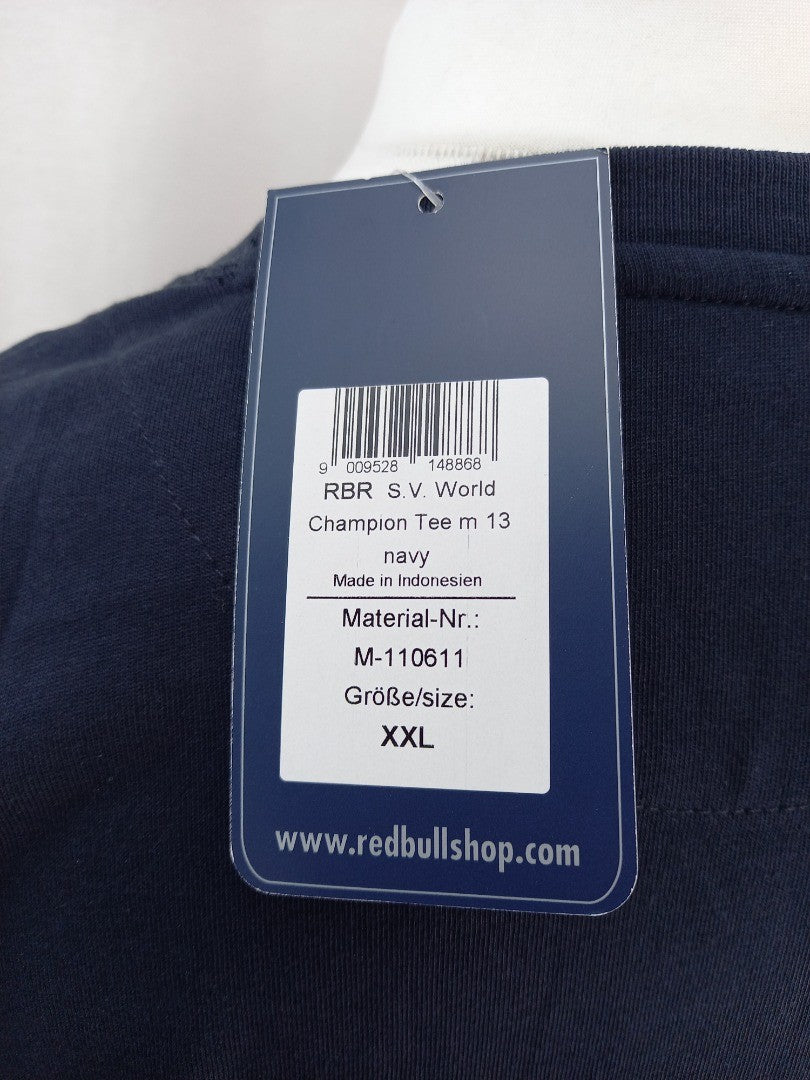 9 009528 148868
RBR S.V. World
Champion Tee m 13
navy
Made in Indonesien
Material-Nr.:
M-110611
Größe/size:
XXL
www.redbullshop.com